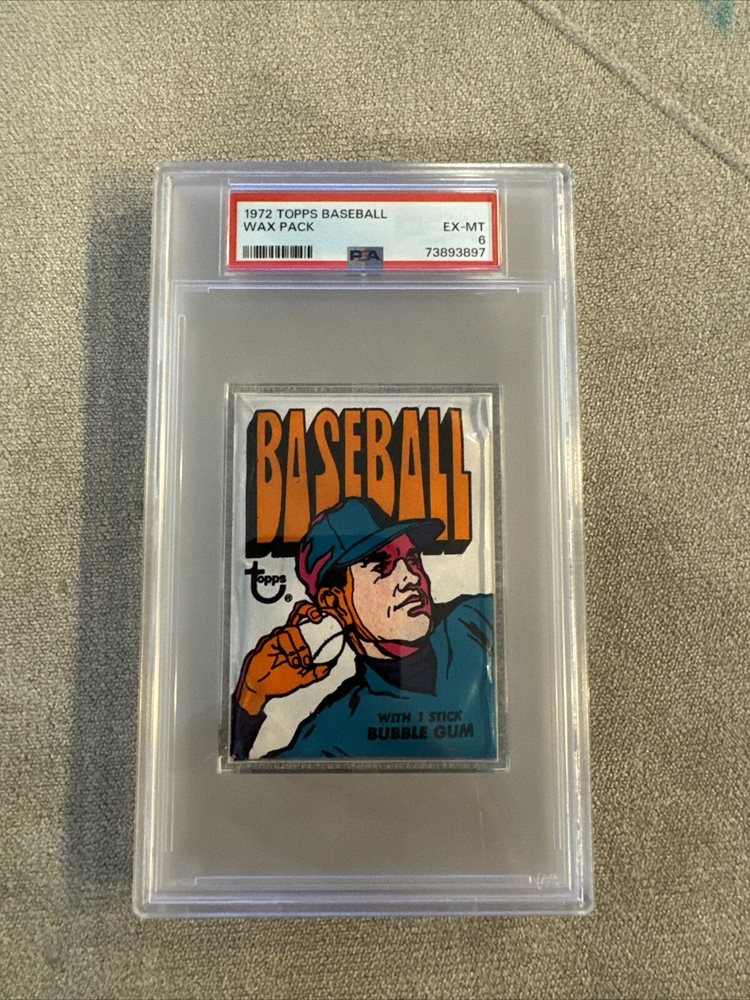 1972 TOPPS BASEBALL
WAX PACK
EX-MT
6
73893897
PSA
BASEBALL
Topps
®
WITH 1 STICK
BUBBLE GUM